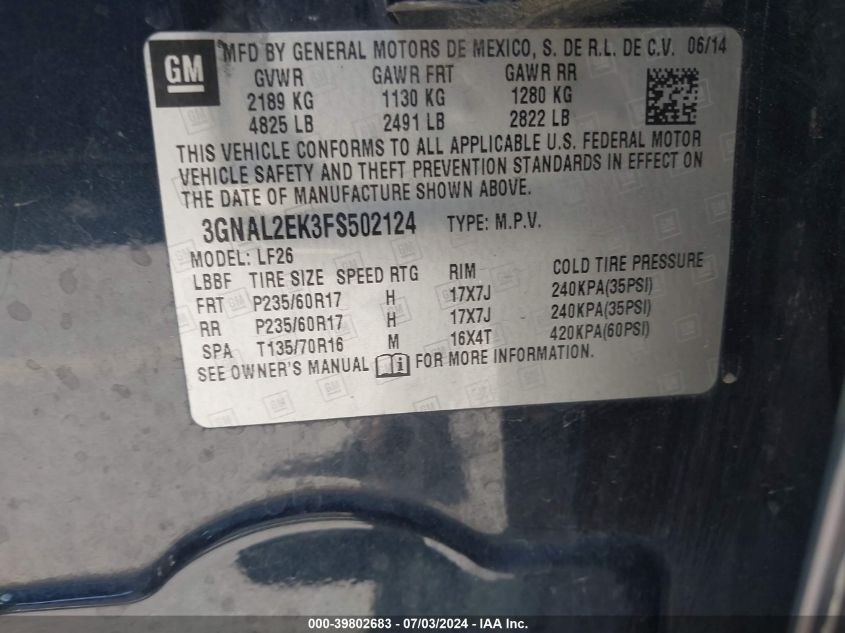 GM MFD BY GENERAL MOTORS DE MEXICO, S. DE R.L. DE C.V. 06/14
GVWR GAWR FRT GAWR RR
2189 KG 1130 KG 1280 KG
4825 LB 2491 LB 2822 LB
THIS VEHICLE CONFORMS TO ALL APPLICABLE U.S. FEDERAL MOTOR
VEHICLE SAFETY AND THEFT PREVENTION STANDARDS IN EFFECT ON
THE DATE OF MANUFACTURE SHOWN ABOVE.
3GNAL2EK3FS502124 TYPE: M.P.V.
MODEL: LF26
LBBF TIRE SIZE SPEED RTG RIM COLD TIRE PRESSURE
FRT P235/60R17 H 17X7J 240KPA(35PSI)
RR P235/60R17 H 17X7J 240KPA(35PSI)
SPA T135/70R16 M 16X4T 420KPA(60PSI)
SEE OWNER'S MANUAL i FOR MORE INFORMATION.
000-39802683 / 07/03/2024 - IAA Inc.